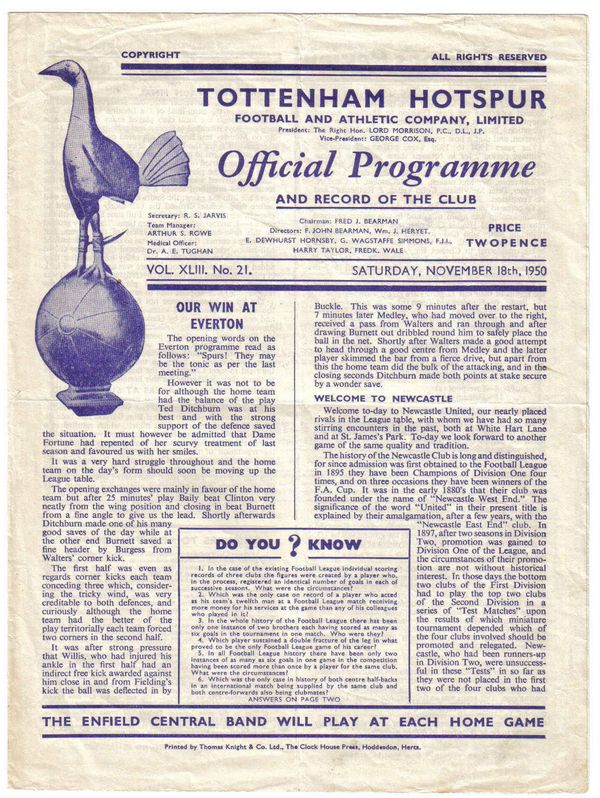 COPYRIGHT
ALL RIGHTS RESERVED
TOTTENHAM HOTSPUR
FOOTBALL AND ATHLETIC COMPANY, LIMITED
President: The Right Hon. LORD MORRISON, P.C., D.L., J.P.
Vice-President: GEORGE COX, Esq.
Official Programme
AND RECORD OF THE CLUB
Secretary: R. S. JARVIS
Team Manager:
ARTHUR S. ROWE
Medical Officer:
Dr. A. E. TUGHAN
Chairman: FRED J. BEARMAN
Directors: F. JOHN BEARMAN, Wm. J. HERYET,
E. DEWHURST HORNSBY, G. WAGSTAFFE SIMMONS, F.J.I.,
HARRY TAYLOR, FREDK. WALE
PRICE
TWOPENCE
VOL. XLIII. No. 21.
SATURDAY, NOVEMBER 18th, 1950
OUR WIN AT
EVERTON
The opening words on the
Everton programme read as
follows: "Spurs! They may
be the tonic as per the last
meeting."
However it was not to be
for although the home team
had the balance of the play
Ted Ditchburn was at his
best and with the strong
support of the defence saved
the situation. It must however be admitted that Dame
Fortune had repented of her scurvy treatment of last
season and favoured us with her smiles.
It was a very hard struggle throughout and the home
team on the day's form should soon be moving up the
League table.
The opening exchanges were mainly in favour of the home
team but after 25 minutes' play Baily beat Clinton very
neatly from the wing position and closing in beat Burnett
from a fine angle to give us the lead. Shortly afterwards
Ditchburn made one of his many
good saves of the day while at
the other end Burnett saved a
fine header by Burgess from
Walters' corner kick.
The first half was even as
regards corner kicks each team
conceding three which, consider-
ing the tricky wind, was very
creditable to both defences, and
curiously although the home
team had the better of the
play territorially each team forced
two corners in the second half.
It was after strong pressure
that Willis, who had injured his
ankle in the first half had an
indirect free kick awarded against
him close in and from Fielding's
kick the ball was deflected in by
Buckle. This was some 9 minutes after the restart, but
7 minutes later Medley, who had moved over to the right,
received a pass from Walters and ran through and after
drawing Burnett out dribbled round him to safely place the
ball in the net. Shortly after Walters made a good attempt
to head through a good centre from Medley and the latter
player skimmed the bar from a fierce drive, but apart from
this the home team did the bulk of the attacking, and in the
closing seconds Ditchburn made both points at stake secure
by a wonder save.
WELCOME TO NEWCASTLE
Welcome to-day to Newcastle United, our nearly placed
rivals in the League table, with whom we have had so many
stirring encounters in the past, both at White Hart Lane
and at St. James's Park. To-day we look forward to another
game of the same quality and tradition.
The history of the Newcastle Club is long and distinguished,
for since admission was first obtained to the Football League
in 1895 they have been Champions of Division One four
times, and on three occasions they have been winners of the
F.A. Cup. It was in the early 1880's that their club was
founded under the name of "Newcastle West End." The
significance of the word "United" in their present title is
explained by their amalgamation, after a few years, with the
"Newcastle East End" club. In
1897, after two seasons in Division
Two, promotion was gained to
Division One of the League, and
the circumstances of their promo-
tion are not without historical
interest. In those days the bottom
two clubs of the First Division
had to play the top two clubs
of the Second Division in a
series of "Test Matches" upon
the results of which miniature
tournament depended which of
the four clubs involved should be
promoted and relegated. New-
castle, who had been runners-up
in Division Two, were unsuccess-
ful in these "Tests" in so far as
they were not placed in the first
two of the four clubs who had
DO YOU ? KNOW
1. In the case of the existing Football League individual scoring
records of three clubs the figures were created by a player who,
in the process, registered an identical number of goals in each of
successive seasons. What were the circumstances?
2. Which was the only case on record of a player who acted
as his team's twelfth man at a Football League match receiving
more money for his services at the game than any of his colleagues
who played in it?
3. In the whole history of the Football League there has been
only one instance of two brothers each having scored as many as
six goals in the tournament in one match. Who were they?
4. Which player sustained a double fracture of the leg in what
proved to be the only Football League game of his career?
5. In all Football League history there have been only two
instances of as many as six goals in one game in the competition
having been scored more than once by a player for the same club.
What were the circumstances?
6. Which was the only case in history of both centre half-backs
in an international match being supplied by the same club and
both centre-forwards also being clubmates?
ANSWERS ON PAGE TWO
THE ENFIELD CENTRAL BAND WILL PLAY AT EACH HOME GAME
Printed by Thomas Knight & Co. Ltd., The Clock House Press, Hoddesdon, Herts.